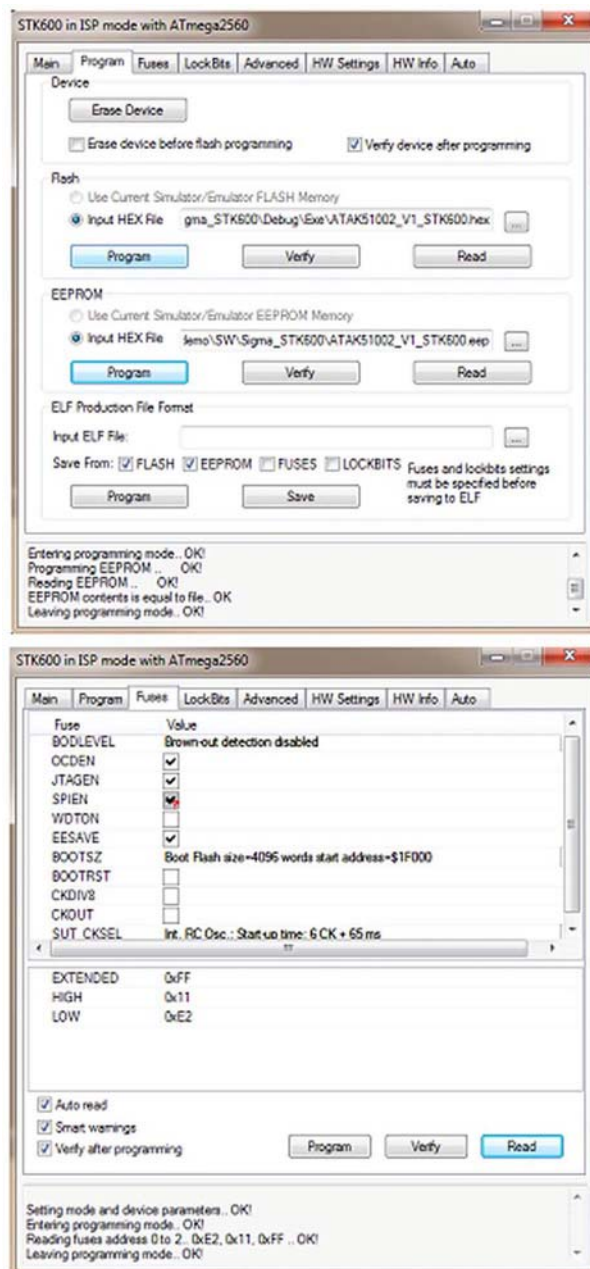 STK600 in ISP mode with ATmega2560
Main Program Fuses LockBits Advanced HW Settings HW Info Auto
Device
Erase Device
Erase device before flash programming Verify device after programming
Flash
Use Current Simulator/Emulator FLASH Memory
Input HEX File gma_STK600\Debug\Exe\ATAK51002_V1_STK600.hex ...
Program Verify Read
EEPROM
Use Current Simulator/Emulator EEPROM Memory
Input HEX File demo\SW\Sigma_STK600\ATAK51002_V1_STK600.eep ...
Program Verify Read
ELF Production File Format
Input ELF File: ...
Save From: FLASH EEPROM FUSES LOCKBITS Fuses and lockbits settings
must be specified before
Program Save saving to ELF
Entering programming mode.. OK!
Programming EEPROM .. OK!
Reading EEPROM .. OK!
EEPROM contents is equal to file.. OK
Leaving programming mode.. OK!
STK600 in ISP mode with ATmega2560
Main Program Fuses LockBits Advanced HW Settings HW Info Auto
Fuse Value
BODLEVEL Brown-out detection disabled
OCDEN
JTAGEN
SPIEN
WDTON
EESAVE
BOOTSZ Boot Flash size=4096 words start address=$1F000
BOOTRST
CKDIV8
CKOUT
SUT_CKSEL Int. RC Osc.; Start-up time: 6 CK + 65 ms
EXTENDED 0xFF
HIGH 0x11
LOW 0xE2
Auto read
Smart warnings
Verify after programming Program Verify Read
Setting mode and device parameters.. OK!
Entering programming mode.. OK!
Reading fuses address 0 to 2.. 0xE2, 0x11, 0xFF .. OK!
Leaving programming mode.. OK!